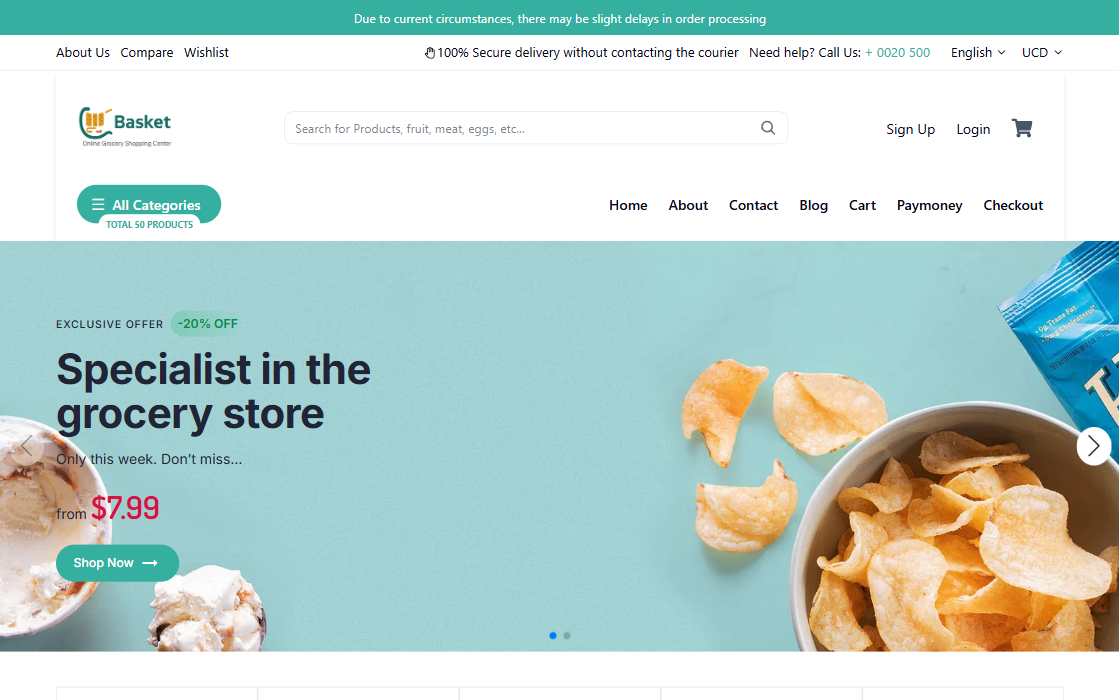 Due to current circumstances, there may be slight delays in order processing
About Us Compare Wishlist
100% Secure delivery without contacting the courier Need help? Call Us: + 0020 500 English UCD
Basket
Online Grocery Shopping Center
Search for Products, fruit, meat, eggs, etc...
Sign Up Login
All Categories
TOTAL 50 PRODUCTS
Home About Contact Blog Cart Paymoney Checkout
EXCLUSIVE OFFER -20% OFF
Specialist in the
grocery store
Only this week. Don't miss...
from $7.99
Shop Now
0g Trans Fat